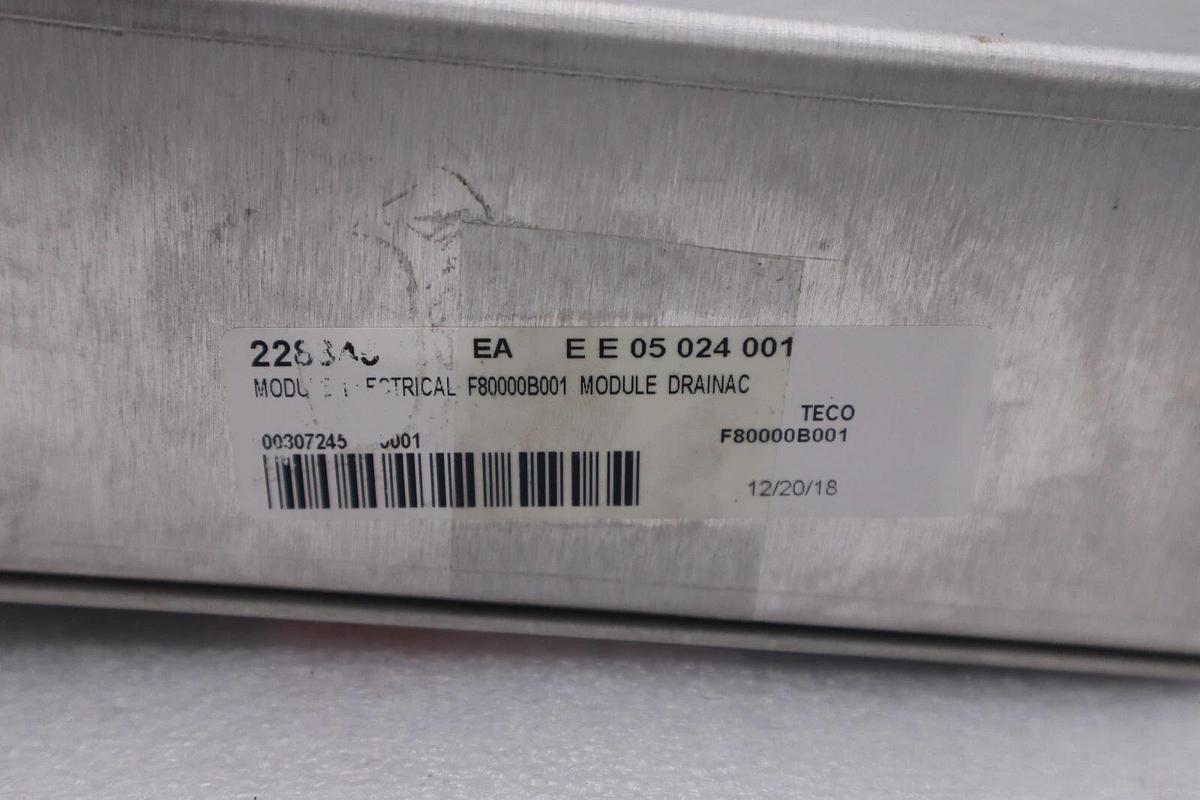 EA E E 05 024 001
F80000B001 MODULE DRAINAC
TECO
00307245
F80000B001
12/20/18